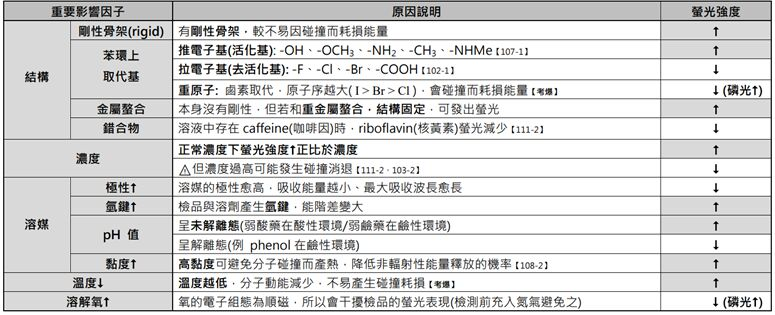 重要影響因子 原因說明 螢光強度
結構 剛性骨架(rigid) 有剛性骨架，較不易因碰撞而耗損能量 ↑
苯環上取代基 推電子基(活化基): -OH、-OCH₃、-NH₂、-CH₃、-NHMe【107-1】 ↑
拉電子基(去活化基): -F、-Cl、-Br、-COOH【102-1】 ↓
重原子: 鹵素取代，原子序越大( I > Br > Cl )，會碰撞而耗損能量【考爆】 ↓(磷光↑)
金屬螯合 本身沒有剛性，但若和重金屬螯合，結構固定，可發出螢光 ↑
錯合物 溶液中存在 caffeine(咖啡因)時，riboflavin(核黃素)螢光減少【111-2】 ↓
濃度 正常濃度下螢光強度↑正比於濃度 ↑
⚠但濃度過高可能發生碰撞消退【111-2、103-2】 ↓
溶媒 極性↑ 溶媒的極性愈高，吸收能量越小、最大吸收波長愈長 ↓
氫鍵↑ 檢品與溶劑產生氫鍵，能階差變大 ↑
pH 值 呈未解離態(弱酸藥在酸性環境/弱鹼藥在鹼性環境) ↑
呈解離態(例 phenol 在鹼性環境) ↓
黏度↑ 高黏度可避免分子碰撞而產熱，降低非輻射性能量釋放的機率【108-2】 ↑
溫度↓ 溫度越低，分子動能減少，不易產生碰撞耗損【考爆】 ↑
溶解氧↑ 氧的電子組態為順磁，所以會干擾檢品的螢光表現(檢測前充入氮氣避免之) ↓(磷光↑)